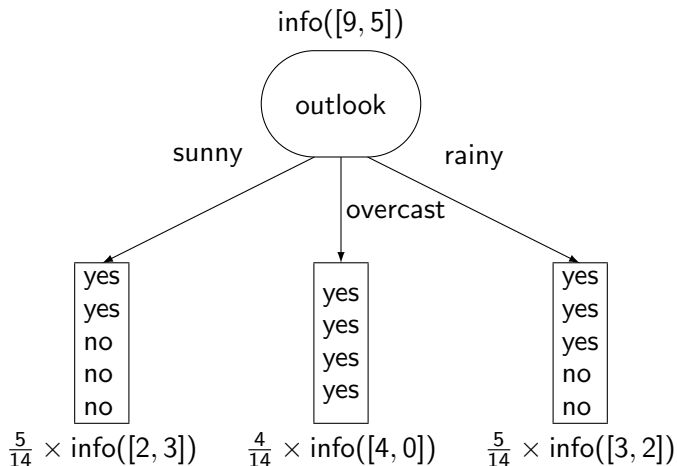 info([9, 5])
outlook
sunny
rainy
overcast
yes
yes
no
no
no
yes
yes
yes
yes
yes
yes
yes
no
no
5/14 × info([2, 3])
4/14 × info([4, 0])
5/14 × info([3, 2])